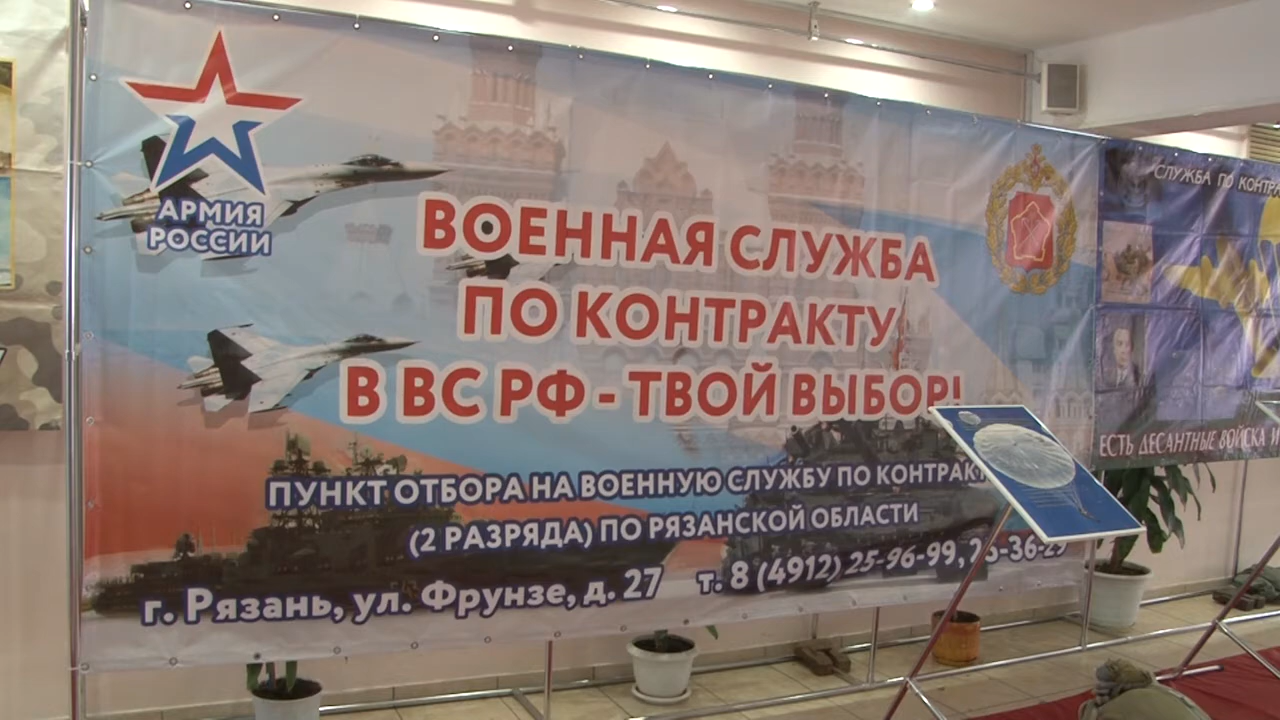 АРМИЯ
РОССИИ
ВОЕННАЯ СЛУЖБА
ПО КОНТРАКТУ
В ВС РФ - ТВОЙ ВЫБОР!
ПУНКТ ОТБОРА НА ВОЕННУЮ СЛУЖБУ ПО КОНТРАК
(2 РАЗРЯДА) ПО РЯЗАНСКОЙ ОБЛАСТИ
г. Рязань, ул. Фрунзе, д. 27 т. 8 (4912) 25-96-99,
СЛУЖБА ПО КОНТРА
ЕСТЬ ДЕСАНТНЫЕ ВОЙСКА И